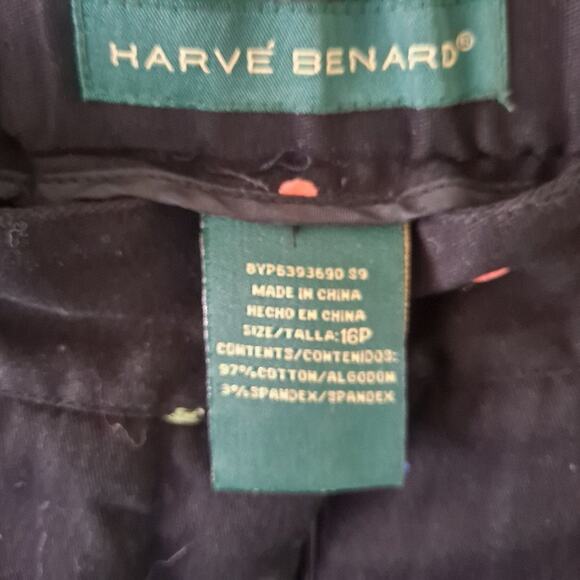 HARVÉ BENARD®
8YP6393690 S9
MADE IN CHINA
HECHO EN CHINA
SIZE/TALLA:16P
CONTENTS/CONTENIDOS:
97%COTTON/ALGODON
3%SPANDEX/SPANDEX